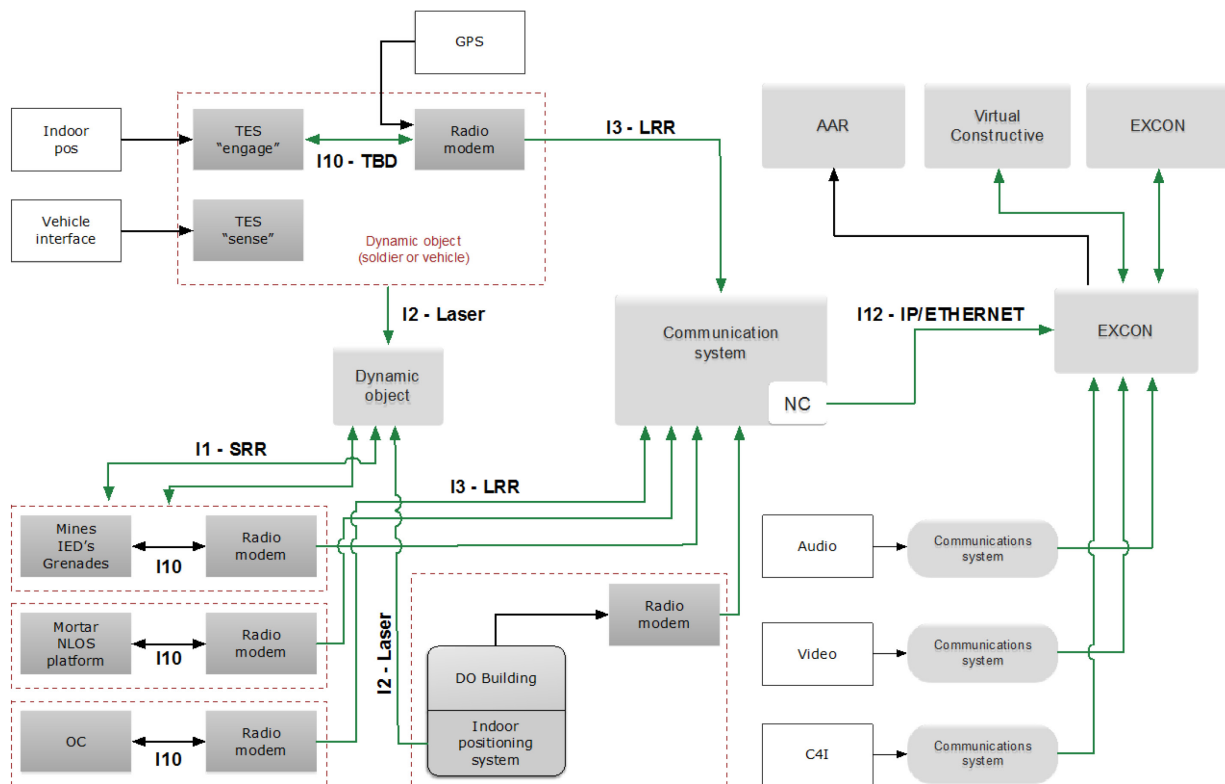 GPS
Indoor
pos
TES
"engage"
I10 - TBD
Radio
modem
I3 - LRR
AAR
Virtual
Constructive
EXCON
Vehicle
interface
TES
"sense"
Dynamic object
(soldier or vehicle)
I2 - Laser
Communication
system
NC
I12 - IP/ETHERNET
EXCON
Dynamic
object
I1 - SRR
I3 - LRR
Mines
IED's
Grenades
I10
Radio
modem
Mortar
NLOS
platform
I10
Radio
modem
OC
I10
Radio
modem
I2 - Laser
Radio
modem
DO Building
Indoor
positioning
system
Audio
Communications
system
Video
Communications
system
C4I
Communications
system